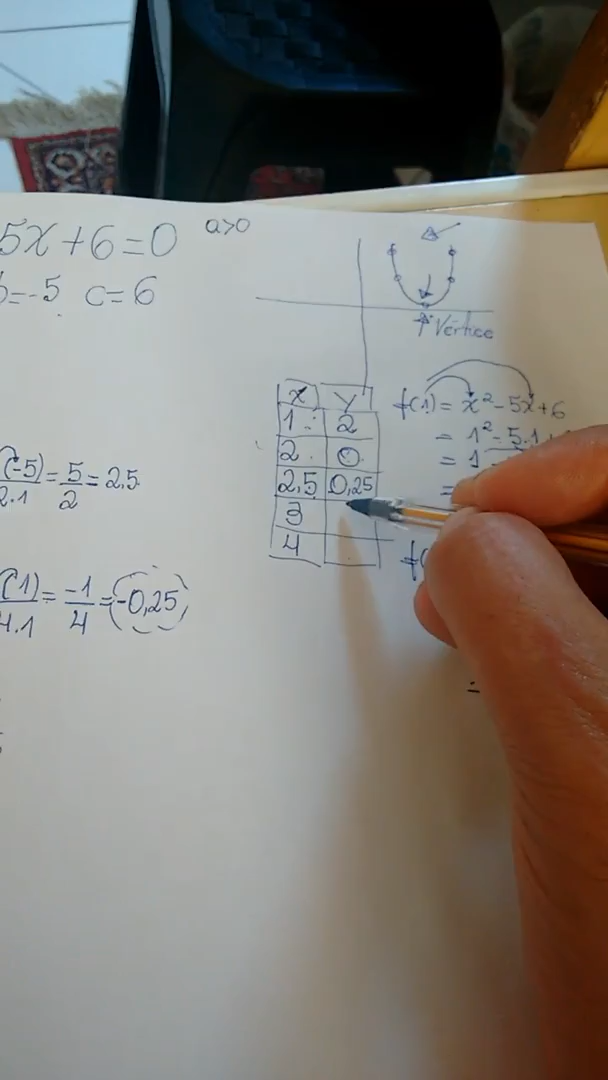 5x+6=0 a>0
b=-5 c=6
Vértice
x y
1 2
2 0
2,5 0,25
3
4
f(1)= x²-5x+6
= 1²-5.1+
= 1
=
(-5)/2.1 = 5/2 = 2,5
(1)/4.1 = -1/4 = -0,25